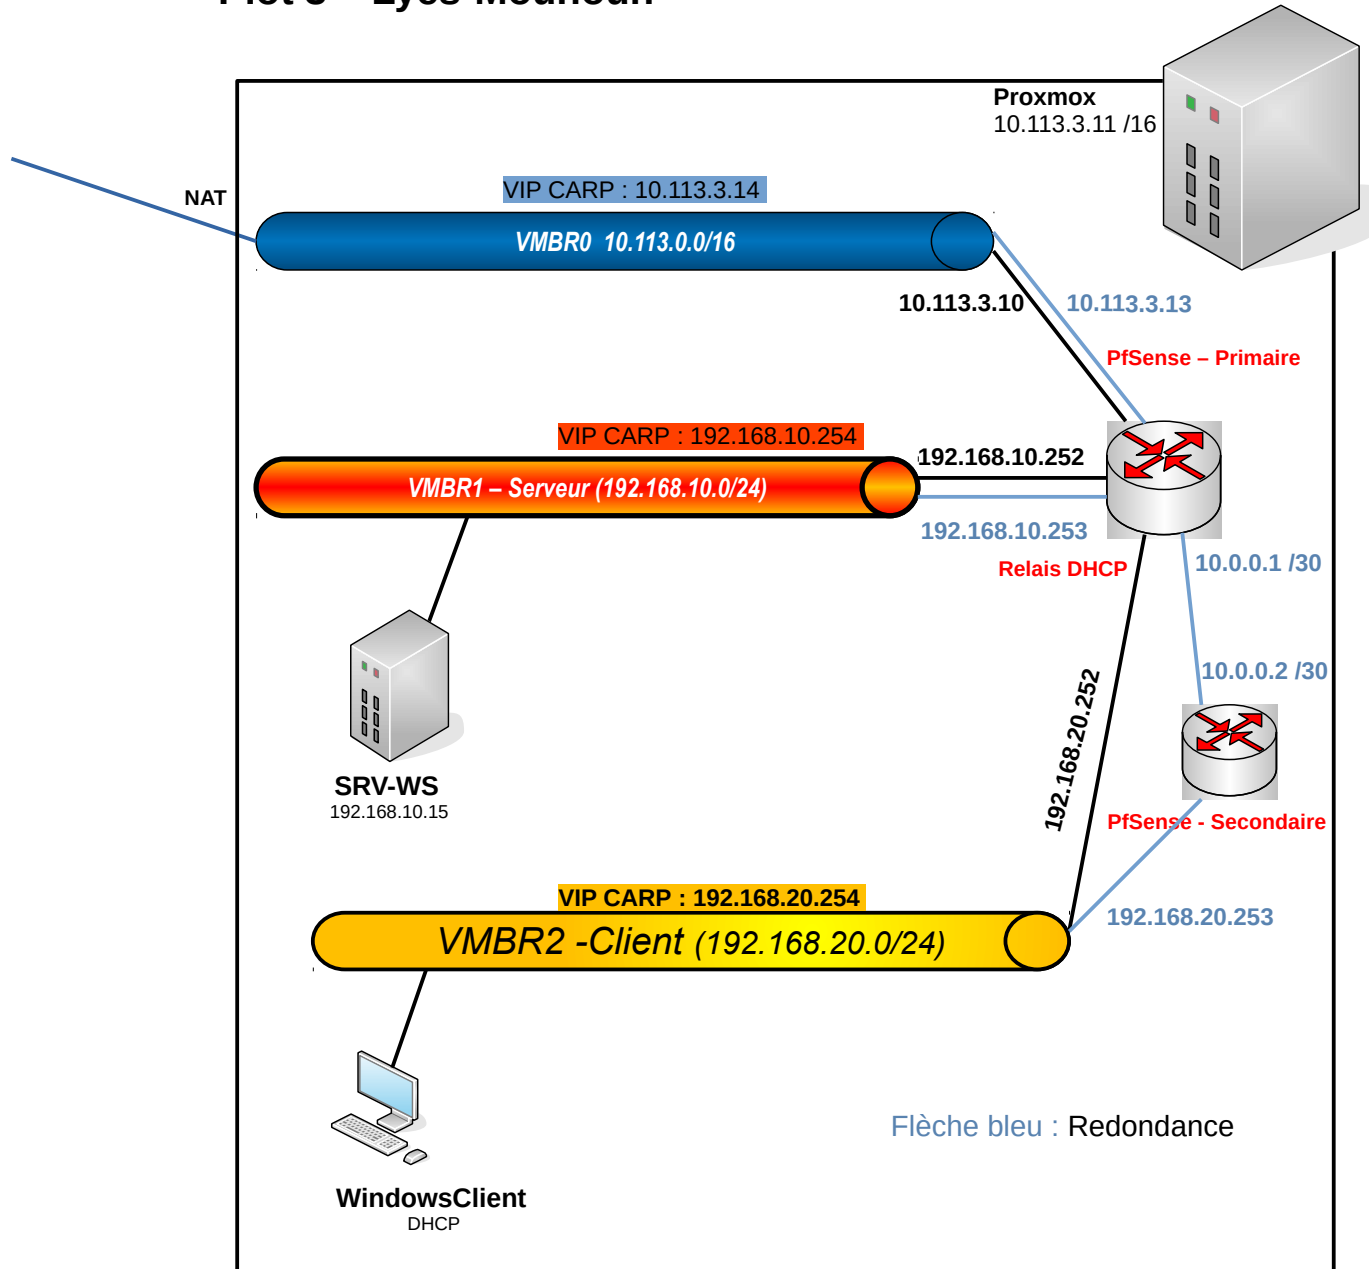 Proxmox
10.113.3.11 /16
NAT
VIP CARP : 10.113.3.14
VMBR0 10.113.0.0/16
10.113.3.10
10.113.3.13
PfSense – Primaire
VIP CARP : 192.168.10.254
192.168.10.252
VMBR1 – Serveur (192.168.10.0/24)
192.168.10.253
Relais DHCP
10.0.0.1 /30
10.0.0.2 /30
192.168.20.252
SRV-WS
192.168.10.15
PfSense - Secondaire
VIP CARP : 192.168.20.254
192.168.20.253
VMBR2 -Client (192.168.20.0/24)
Flèche bleu : Redondance
WindowsClient
DHCP